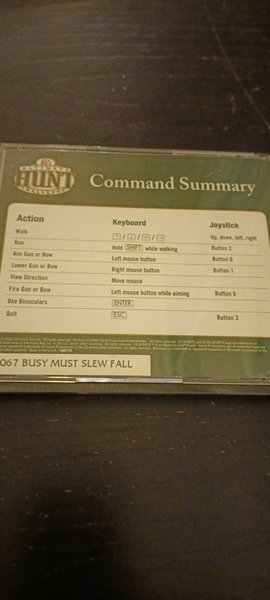 EA
ULTIMATE
HUNT
CHALLENGE
Command Summary
Action Keyboard Joystick
Walk ↑ / ↓ / ← / → Up, down, left, right
Run Hold SHIFT while walking Button 2
Aim Gun or Bow Left mouse button Button 0
Lower Gun or Bow Right mouse button Button 1
View Direction Move mouse
Fire Gun or Bow Left mouse button while aiming Button 0
Use Binoculars ENTER
Quit ESC Button 3
067 BUSY MUST SLEW FALL